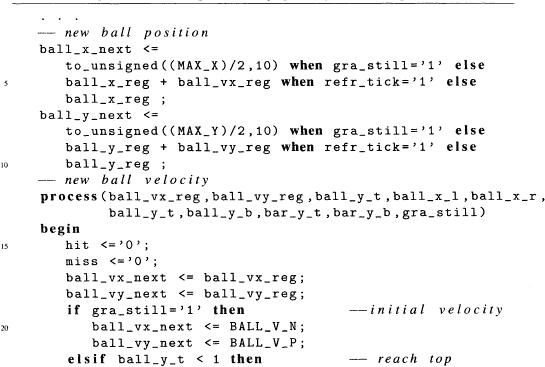 . . .
— new ball position
ball_x_next <=
to_unsigned((MAX_X)/2,10) when gra_still='1' else
5 ball_x_reg + ball_vx_reg when refr_tick='1' else
ball_x_reg ;
ball_y_next <=
to_unsigned((MAX_Y)/2,10) when gra_still='1' else
ball_y_reg + ball_vy_reg when refr_tick='1' else
10 ball_y_reg ;
— new ball velocity
process(ball_vx_reg,ball_vy_reg,ball_y_t,ball_x_l,ball_x_r,
ball_y_t,ball_y_b,bar_y_t,bar_y_b,gra_still)
begin
15 hit <='0';
miss <='0';
ball_vx_next <= ball_vx_reg;
ball_vy_next <= ball_vy_reg;
if gra_still='1' then —initial velocity
20 ball_vx_next <= BALL_V_N;
ball_vy_next <= BALL_V_P;
elsif ball_y_t < 1 then — reach top